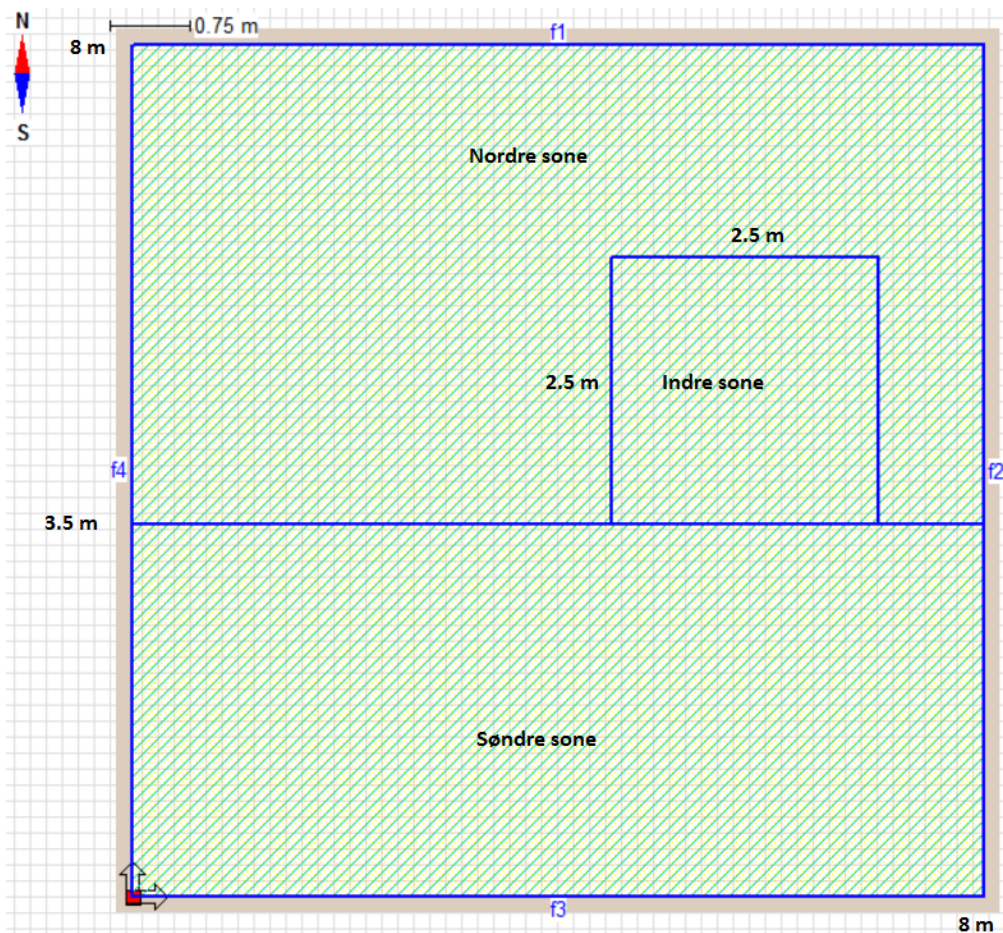 N
0.75 m
f1
8 m
S
Nordre sone
2.5 m
2.5 m
Indre sone
f4
f2
3.5 m
Søndre sone
f3
8 m